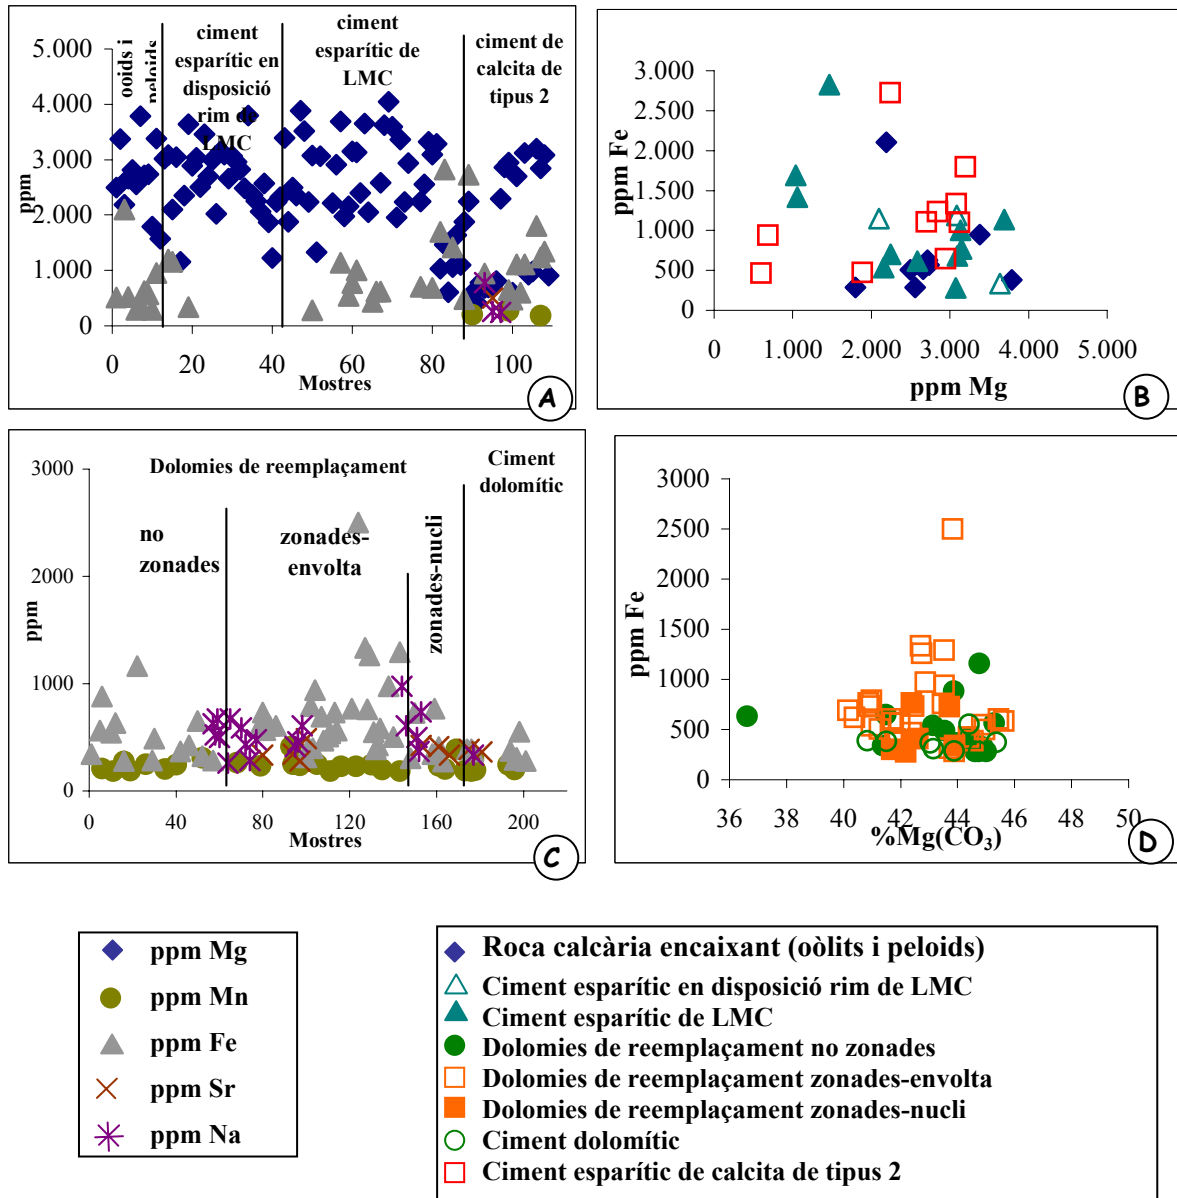 ooids i
peloids
ciment
esparític en
disposició
rim de
LMC
ciment
esparític de
LMC
ciment de
calcita de
tipus 2
5.000
4.000
3.000
2.000
1.000
0
ppm
0 20 40 60 80 100
Mostres
A
3.000
2.500
2.000
1.500
1.000
500
0
ppm Fe
0 1.000 2.000 3.000 4.000 5.000
ppm Mg
B
Dolomies de reemplaçament
Ciment
dolomític
no
zonades
zonades-
envolta
zonades-nucli
3000
2000
1000
0
ppm
0 40 80 120 160 200
Mostres
C
3000
2500
2000
1500
1000
500
0
ppm Fe
36 38 40 42 44 46 48 50
%Mg(CO₃)
D
ppm Mg
ppm Mn
ppm Fe
ppm Sr
ppm Na
Roca calcària encaixant (oòlits i peloids)
Ciment esparític en disposició rim de LMC
Ciment esparític de LMC
Dolomies de reemplaçament no zonades
Dolomies de reemplaçament zonades-envolta
Dolomies de reemplaçament zonades-nucli
Ciment dolomític
Ciment esparític de calcita de tipus 2